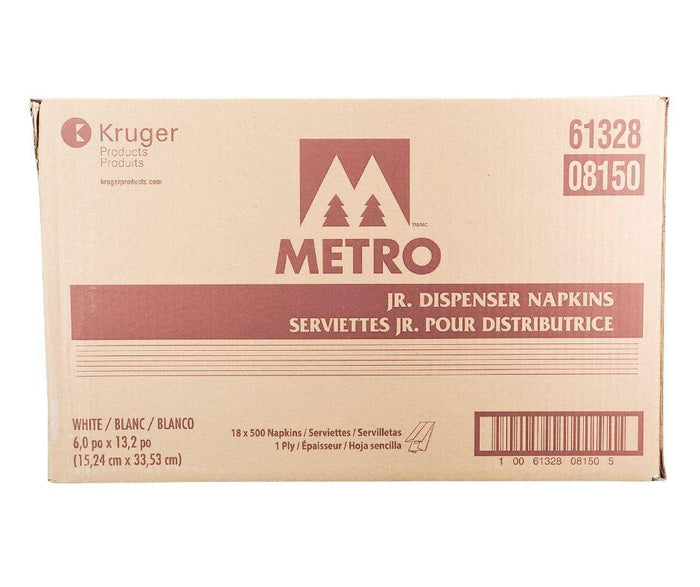 Kruger
Products
Produits
krugerproducts.com
61328
08150
TM/MC
METRO
JR. DISPENSER NAPKINS
SERVIETTES JR. POUR DISTRIBUTRICE
WHITE / BLANC / BLANCO
6,0 po x 13,2 po
(15,24 cm x 33,53 cm)
18 x 500 Napkins / Serviettes / Servilletas
1 Ply / Épaisseur / Hoja sencilla
1 00 61328 08150 5